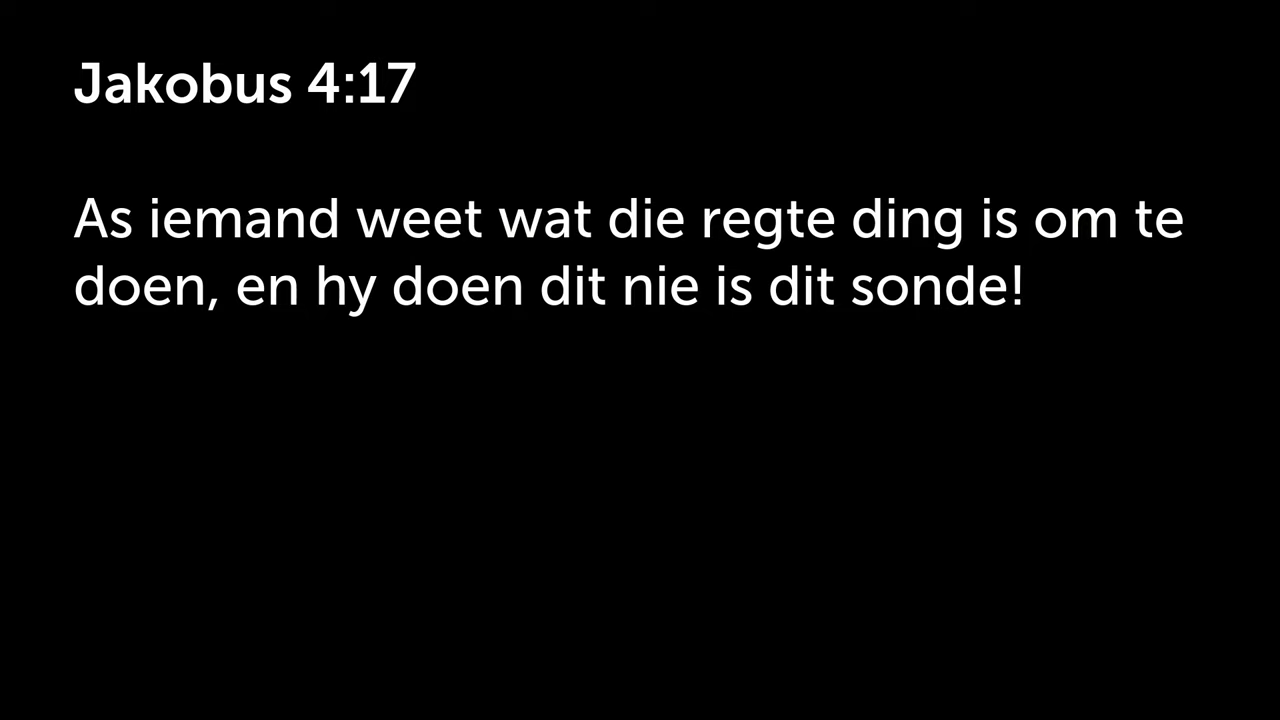 Jakobus 4:17
As iemand weet wat die regte ding is om te
doen, en hy doen dit nie is dit sonde!